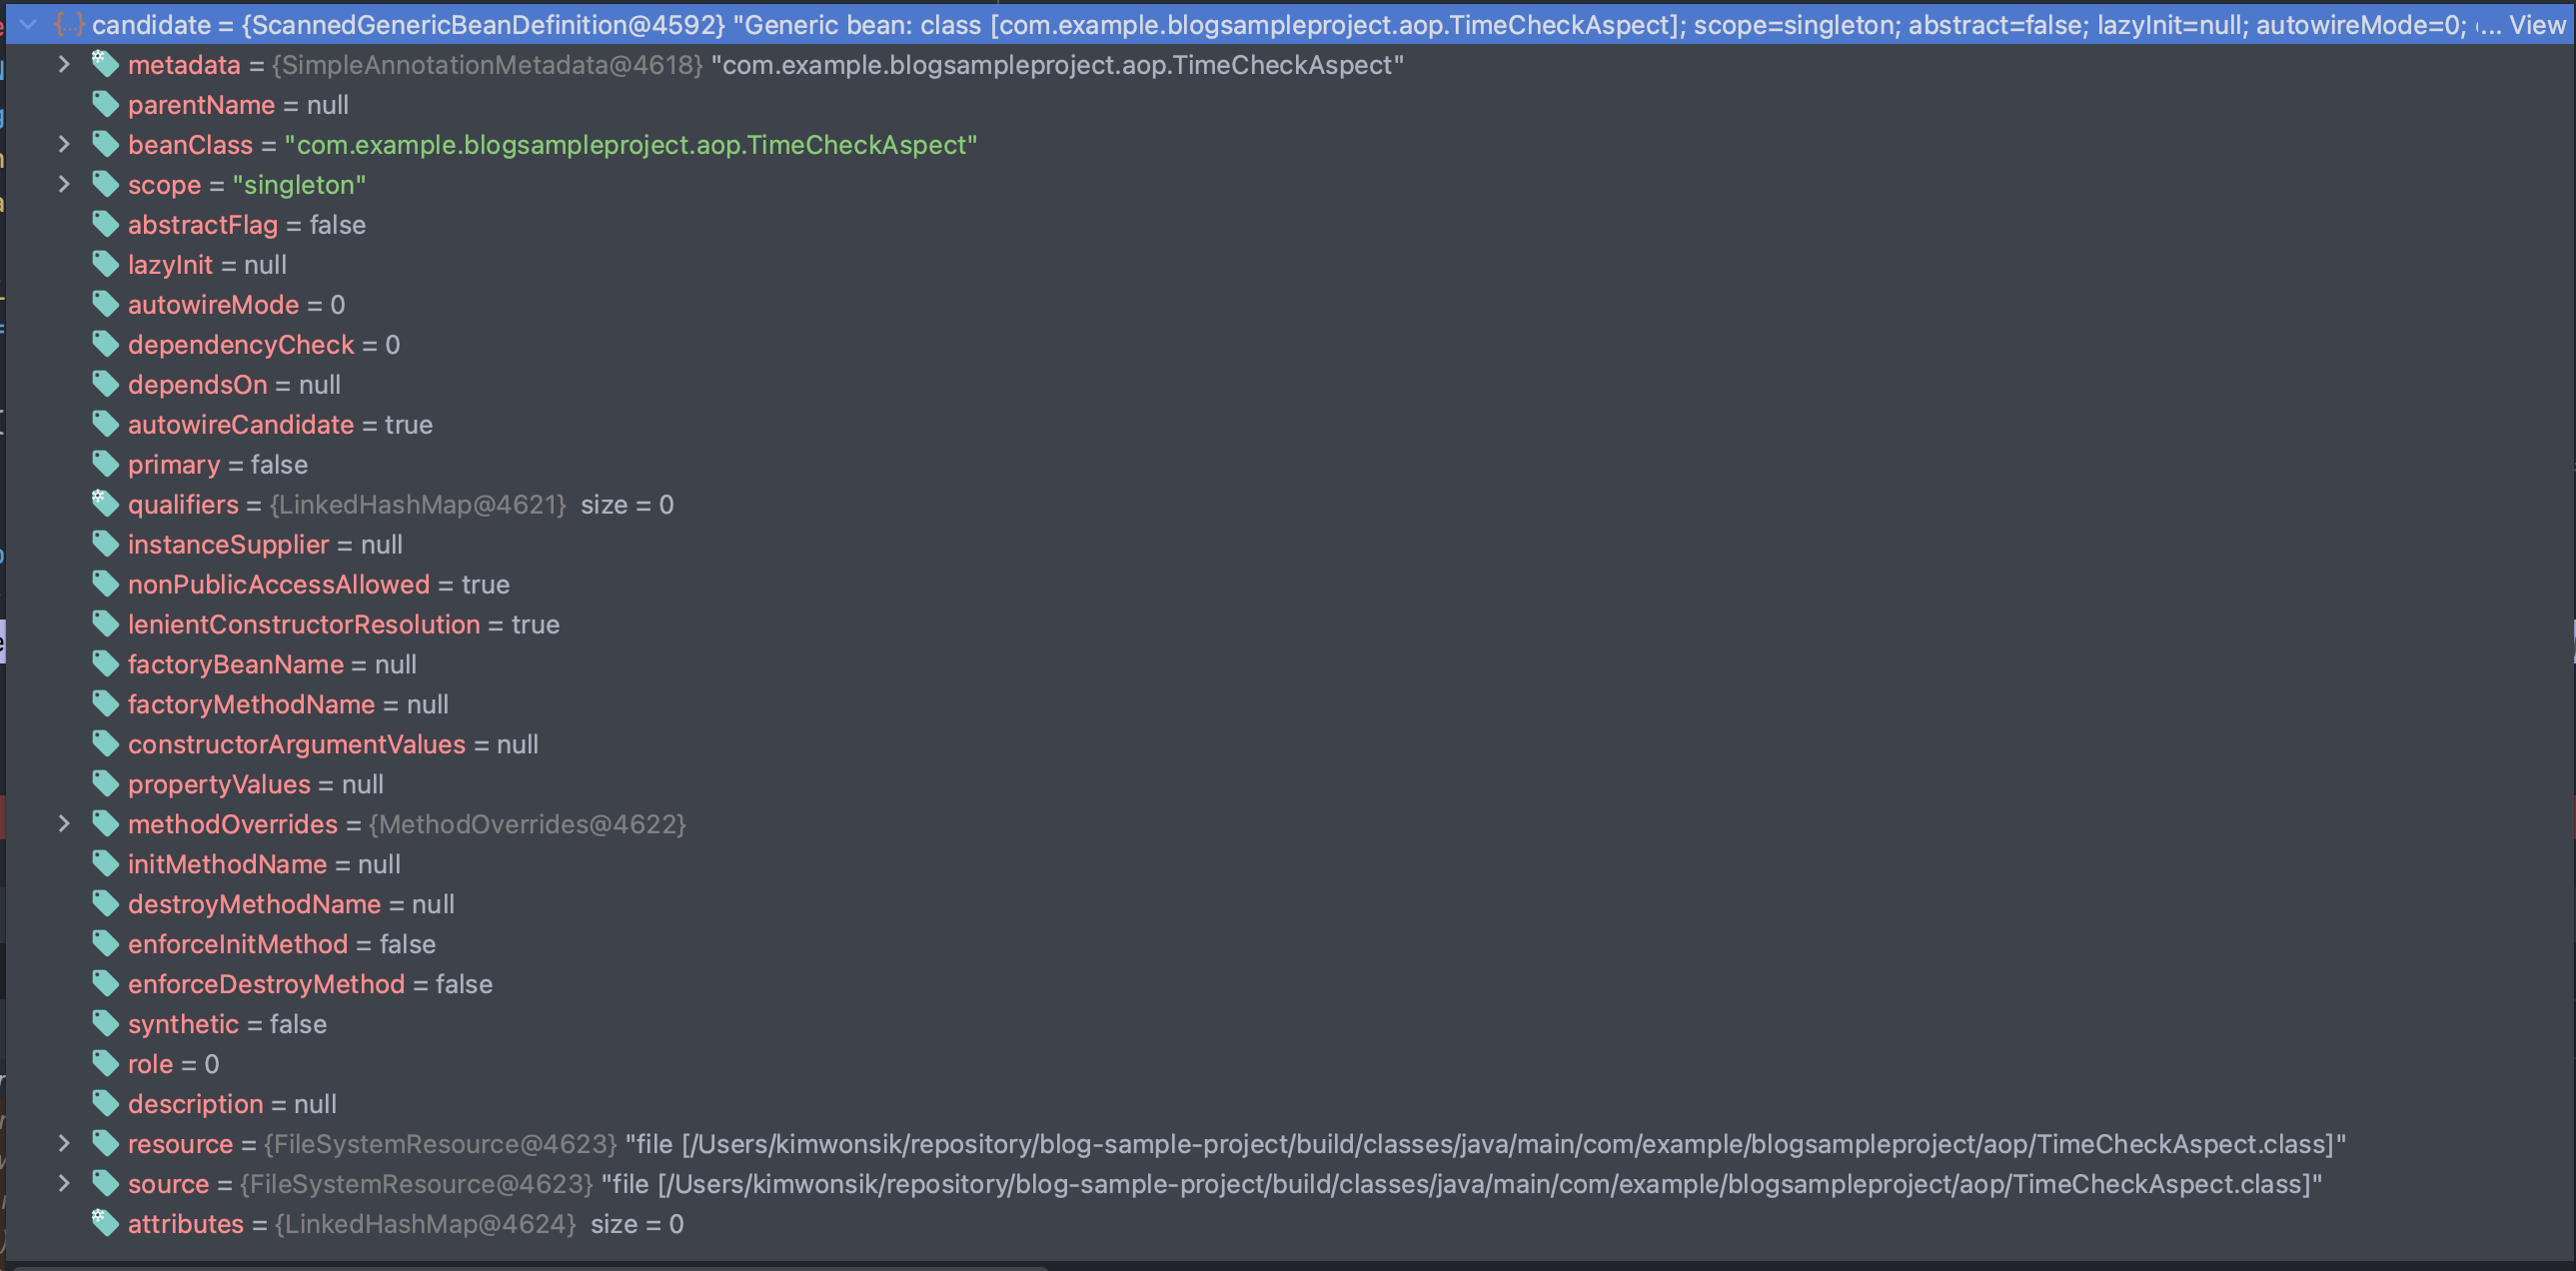 candidate = {ScannedGenericBeanDefinition@4592} "Generic bean: class [com.example.blogsampleproject.aop.TimeCheckAspect]; scope=singleton; abstract=false; lazyInit=null; autowireMode=0; ... View
metadata = {SimpleAnnotationMetadata@4618} "com.example.blogsampleproject.aop.TimeCheckAspect"
parentName = null
beanClass = "com.example.blogsampleproject.aop.TimeCheckAspect"
scope = "singleton"
abstractFlag = false
lazyInit = null
autowireMode = 0
dependencyCheck = 0
dependsOn = null
autowireCandidate = true
primary = false
qualifiers = {LinkedHashMap@4621} size = 0
instanceSupplier = null
nonPublicAccessAllowed = true
lenientConstructorResolution = true
factoryBeanName = null
factoryMethodName = null
constructorArgumentValues = null
propertyValues = null
methodOverrides = {MethodOverrides@4622}
initMethodName = null
destroyMethodName = null
enforceInitMethod = false
enforceDestroyMethod = false
synthetic = false
role = 0
description = null
resource = {FileSystemResource@4623} "file [/Users/kimwonsik/repository/blog-sample-project/build/classes/java/main/com/example/blogsampleproject/aop/TimeCheckAspect.class]"
source = {FileSystemResource@4623} "file [/Users/kimwonsik/repository/blog-sample-project/build/classes/java/main/com/example/blogsampleproject/aop/TimeCheckAspect.class]"
attributes = {LinkedHashMap@4624} size = 0